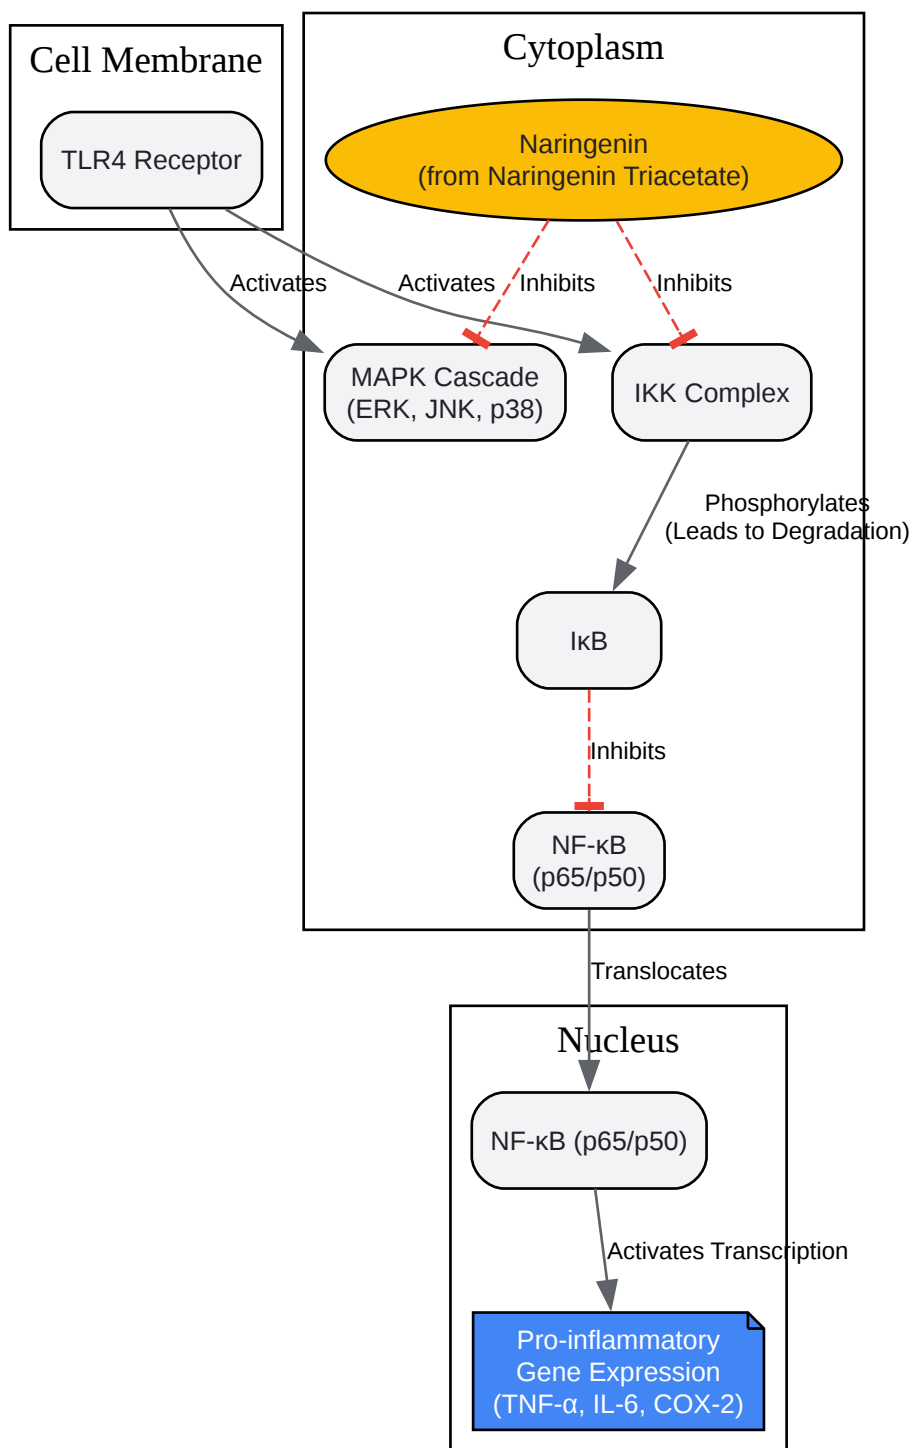 Cell Membrane
Cytoplasm
TLR4 Receptor
Naringenin
(from Naringenin Triacetate)
Activates
Activates
Inhibits
Inhibits
MAPK Cascade
(ERK, JNK, p38)
IKK Complex
Phosphorylates
(Leads to Degradation)
IκB
Inhibits
NF-κB
(p65/p50)
Translocates
Nucleus
NF-κB (p65/p50)
Activates Transcription
Pro-inflammatory
Gene Expression
(TNF-α, IL-6, COX-2)